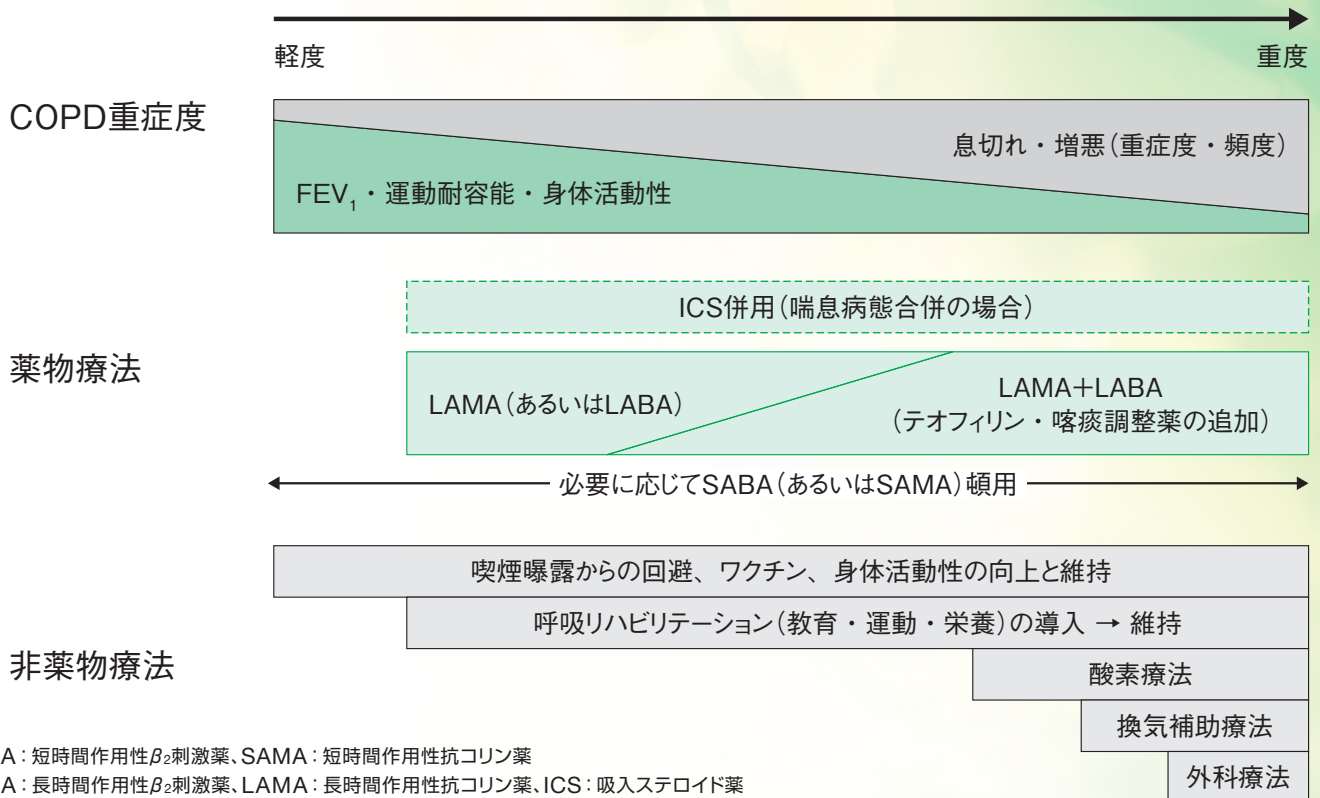 軽度
重度
COPD重症度
息切れ・増悪(重症度・頻度)
FEV₁・運動耐容能・身体活動性
ICS併用(喘息病態合併の場合)
薬物療法
LAMA(あるいはLABA)
LAMA+LABA
(テオフィリン・喀痰調整薬の追加)
必要に応じてSABA(あるいはSAMA)頓用
喫煙曝露からの回避、ワクチン、身体活動性の向上と維持
呼吸リハビリテーション(教育・運動・栄養)の導入 → 維持
非薬物療法
酸素療法
換気補助療法
外科療法
A:短時間作用性β₂刺激薬、SAMA:短時間作用性抗コリン薬
A:長時間作用性β₂刺激薬、LAMA:長時間作用性抗コリン薬、ICS:吸入ステロイド薬